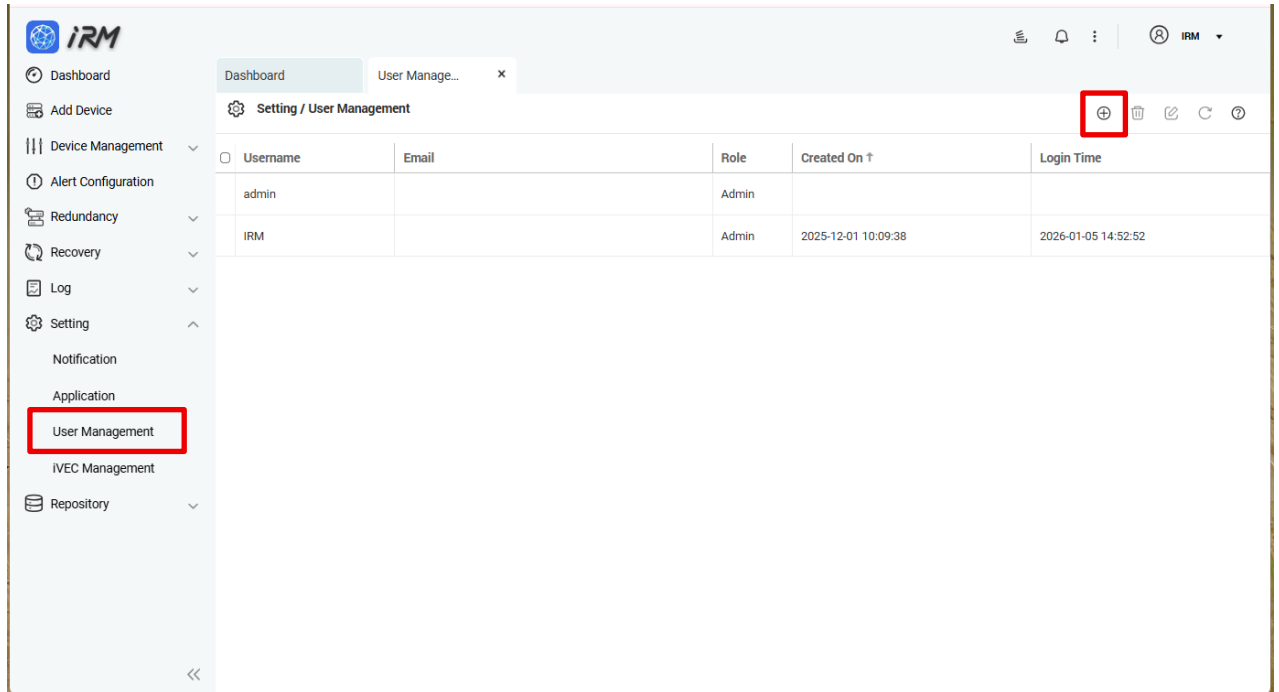 iRM
IRM
Dashboard
Add Device
Device Management
Alert Configuration
Redundancy
Recovery
Log
Setting
Notification
Application
User Management
iVEC Management
Repository
Dashboard
User Manage...
Setting / User Management
Username Email Role Created On Login Time
admin Admin
IRM Admin 2025-12-01 10:09:38 2026-01-05 14:52:52